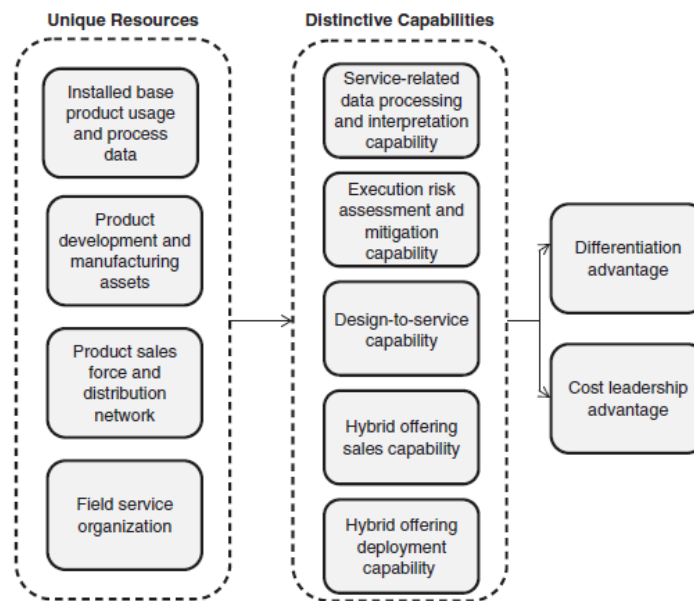 Unique Resources
Installed base
product usage
and process
data
Product
development and
manufacturing
assets
Product sales
force and
distribution
network
Field service
organization
Distinctive Capabilities
Service-related
data processing
and interpretation
capability
Execution risk
assessment and
mitigation
capability
Design-to-service
capability
Hybrid offering
sales capability
Hybrid offering
deployment
capability
Differentiation
advantage
Cost leadership
advantage